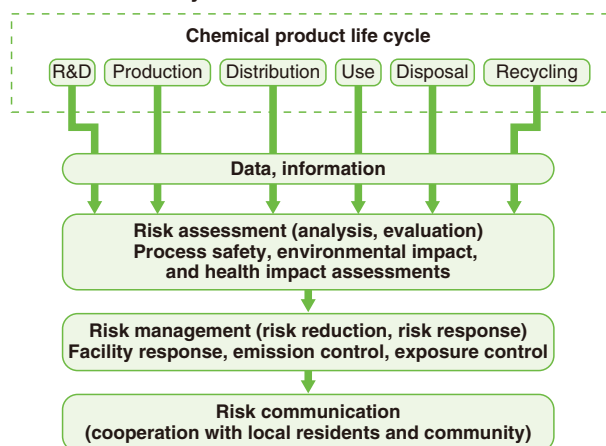 Chemical product life cycle
R&D Production Distribution Use Disposal Recycling
Data, information
Risk assessment (analysis, evaluation)
Process safety, environmental impact,
and health impact assessments
Risk management (risk reduction, risk response)
Facility response, emission control, exposure control
Risk communication
(cooperation with local residents and community)